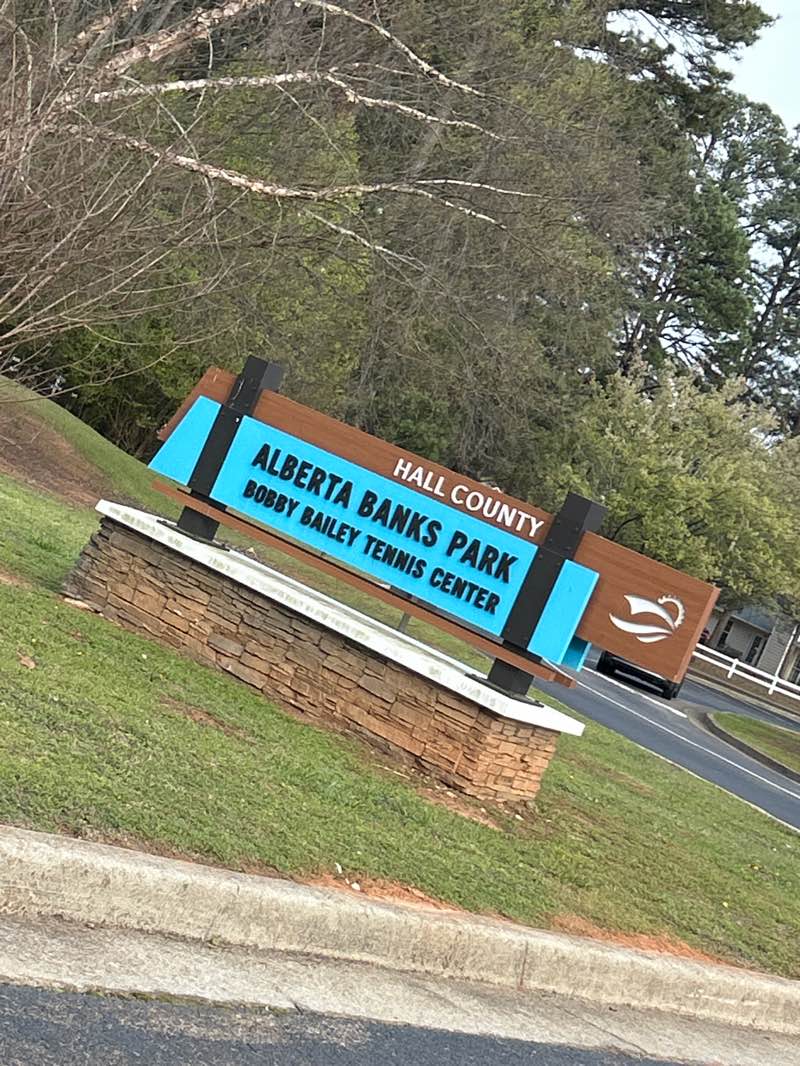 HALL COUNTY
ALBERTA BANKS PARK
BOBBY BAILEY TENNIS CENTER